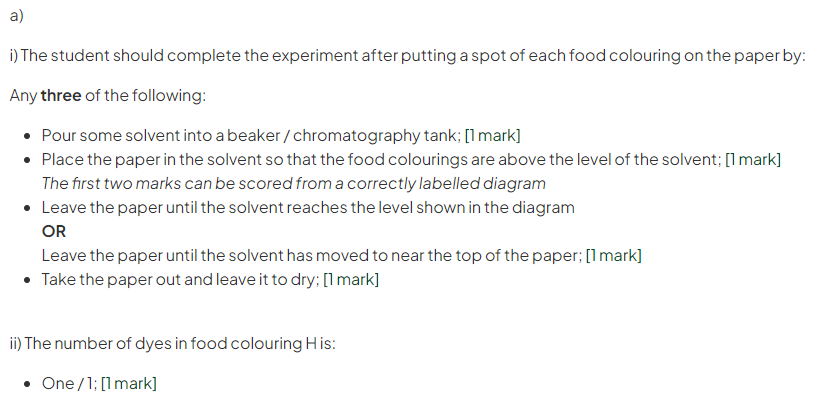 a)
i) The student should complete the experiment after putting a spot of each food colouring on the paper by:
Any three of the following:
• Pour some solvent into a beaker / chromatography tank; [1 mark]
• Place the paper in the solvent so that the food colourings are above the level of the solvent; [1 mark]
The first two marks can be scored from a correctly labelled diagram
• Leave the paper until the solvent reaches the level shown in the diagram
OR
Leave the paper until the solvent has moved to near the top of the paper; [1 mark]
• Take the paper out and leave it to dry; [1 mark]
ii) The number of dyes in food colouring H is:
• One / 1; [1 mark]